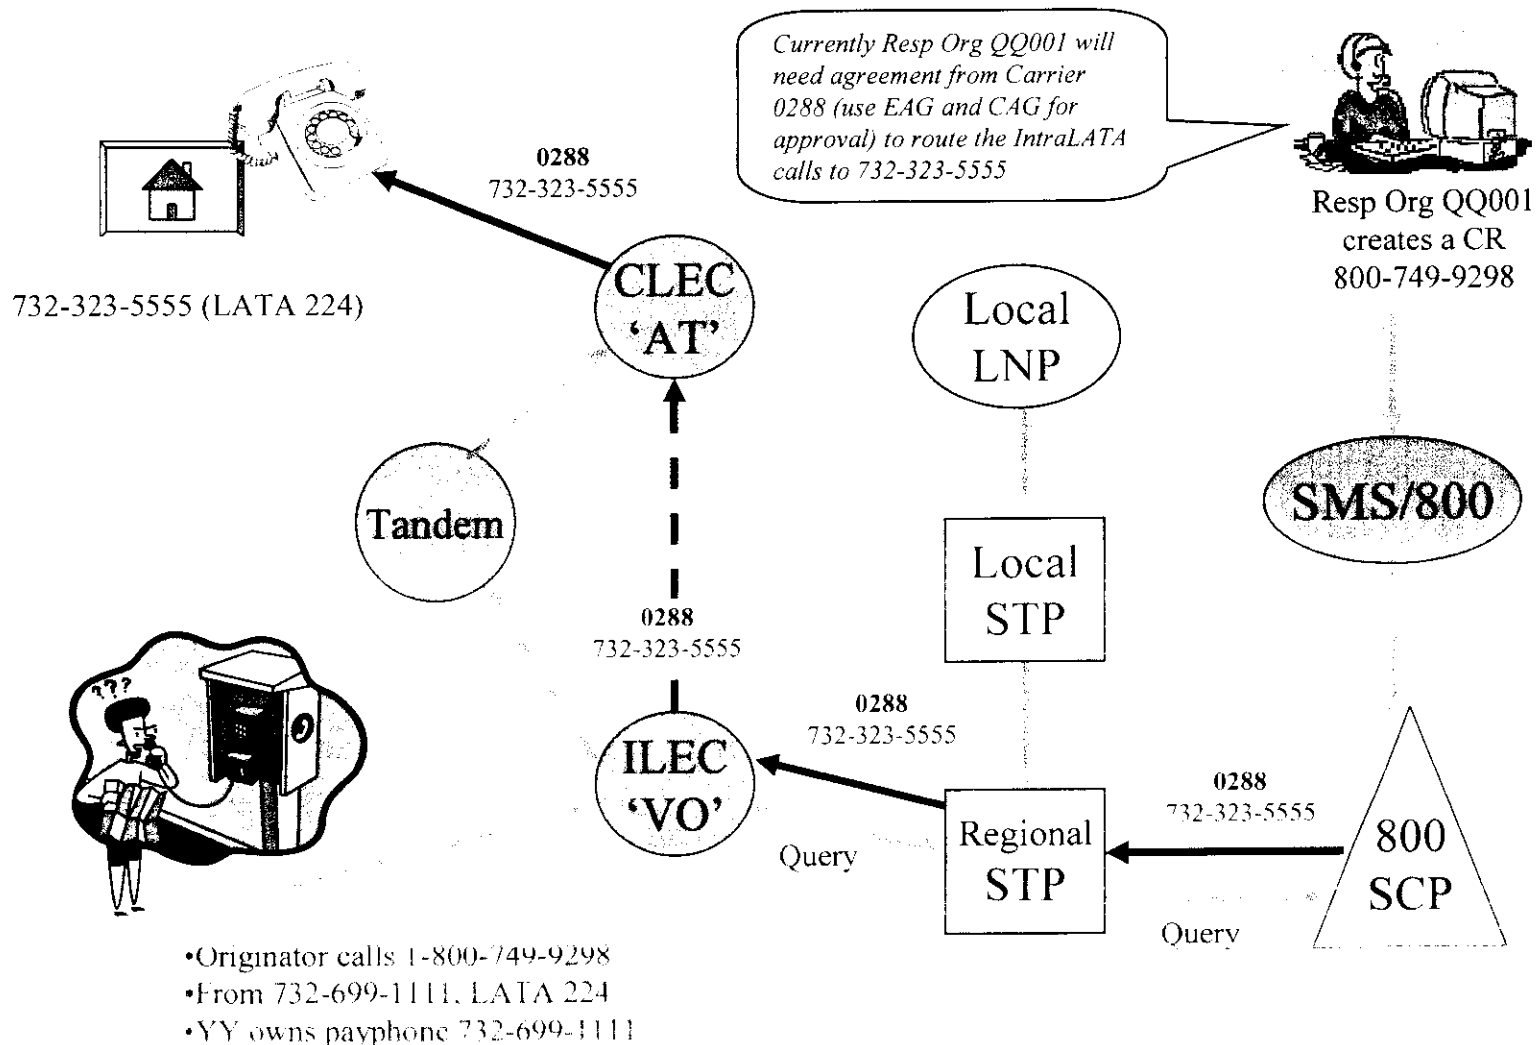 Currently Resp Org QQ001 will
need agreement from Carrier
0288 (use EAG and CAG for
approval) to route the IntraLATA
calls to 732-323-5555
Resp Org QQ001
creates a CR
800-749-9298
0288
732-323-5555
732-323-5555 (LATA 224)
CLEC
‘AT’
Local
LNP
SMS/800
Tandem
Local
STP
0288
732-323-5555
???
ILEC
‘VO’
0288
732-323-5555
Query
Regional
STP
0288
732-323-5555
Query
800
SCP
•Originator calls 1-800-749-9298
•From 732-699-1111, LATA 224
•YY owns payphone 732-699-1111